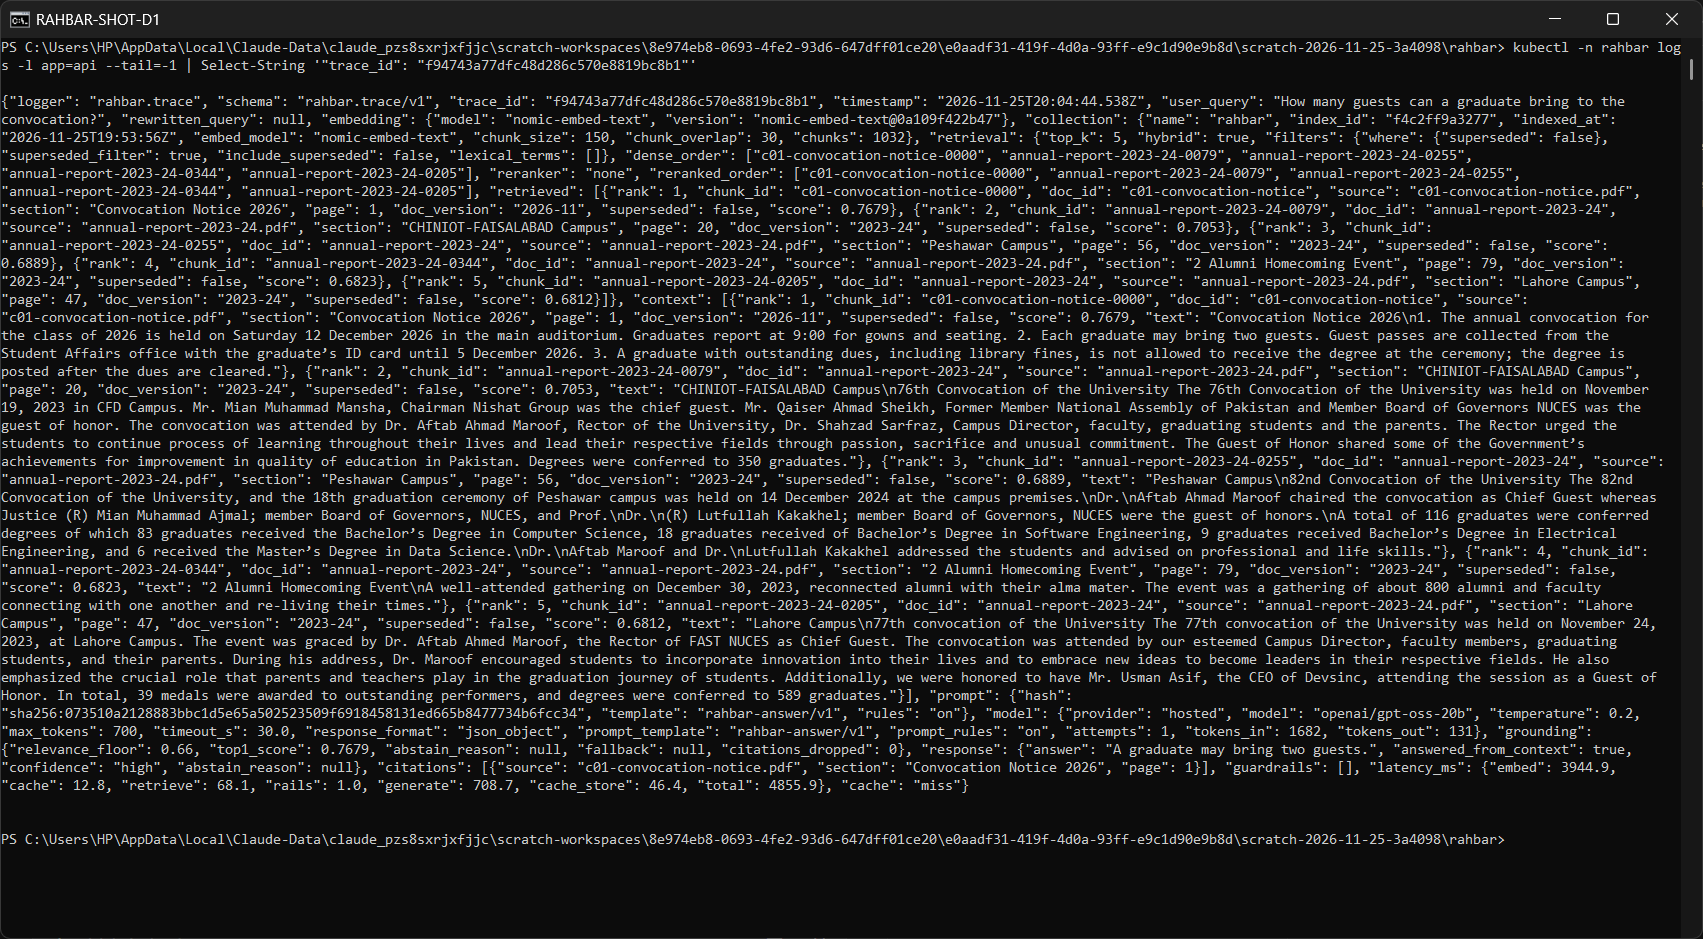 RAHBAR-SHOT-D1
PS C:\Users\HP\AppData\Local\Claude-Data\claude_pzs8sxrjxfjjc\scratch-workspaces\8e974eb8-0693-4fe2-93d6-647dff01ce20\e0aadf31-419f-4d0a-93ff-e9c1d90e9b8d\scratch-2026-11-25-3a4098\rahbar> kubectl -n rahbar log
s -l app=api --tail=-1 | Select-String '"trace_id": "f94743a77dfc48d286c570e8819bc8b1"'
{"logger": "rahbar.trace", "schema": "rahbar.trace/v1", "trace_id": "f94743a77dfc48d286c570e8819bc8b1", "timestamp": "2026-11-25T20:04:44.538Z", "user_query": "How many guests can a graduate bring to the
convocation?", "rewritten_query": null, "embedding": {"model": "nomic-embed-text", "version": "nomic-embed-text@0a109f422b47"}, "collection": {"name": "rahbar", "index_id": "f4c2ff9a3277", "indexed_at":
"2026-11-25T19:53:56Z", "embed_model": "nomic-embed-text", "chunk_size": 150, "chunk_overlap": 30, "chunks": 1032}, "retrieval": {"top_k": 5, "hybrid": true, "filters": {"where": {"superseded": false},
"superseded_filter": true, "include_superseded": false, "lexical_terms": []}, "dense_order": ["c01-convocation-notice-0000", "annual-report-2023-24-0079", "annual-report-2023-24-0255",
"annual-report-2023-24-0344", "annual-report-2023-24-0205"], "reranker": "none", "reranked_order": ["c01-convocation-notice-0000", "annual-report-2023-24-0079", "annual-report-2023-24-0255",
"annual-report-2023-24-0344", "annual-report-2023-24-0205"], "retrieved": [{"rank": 1, "chunk_id": "c01-convocation-notice-0000", "doc_id": "c01-convocation-notice", "source": "c01-convocation-notice.pdf",
"section": "Convocation Notice 2026", "page": 1, "doc_version": "2026-11", "superseded": false, "score": 0.7679}, {"rank": 2, "chunk_id": "annual-report-2023-24-0079", "doc_id": "annual-report-2023-24",
"source": "annual-report-2023-24.pdf", "section": "CHINIOT-FAISALABAD Campus", "page": 20, "doc_version": "2023-24", "superseded": false, "score": 0.7053}, {"rank": 3, "chunk_id":
"annual-report-2023-24-0255", "doc_id": "annual-report-2023-24", "source": "annual-report-2023-24.pdf", "section": "Peshawar Campus", "page": 56, "doc_version": "2023-24", "superseded": false, "score":
0.6889}, {"rank": 4, "chunk_id": "annual-report-2023-24-0344", "doc_id": "annual-report-2023-24", "source": "annual-report-2023-24.pdf", "section": "2 Alumni Homecoming Event", "page": 79, "doc_version":
"2023-24", "superseded": false, "score": 0.6823}, {"rank": 5, "chunk_id": "annual-report-2023-24-0205", "doc_id": "annual-report-2023-24", "source": "annual-report-2023-24.pdf", "section": "Lahore Campus",
"page": 47, "doc_version": "2023-24", "superseded": false, "score": 0.6812}]}, "context": [{"rank": 1, "chunk_id": "c01-convocation-notice-0000", "doc_id": "c01-convocation-notice", "source":
"c01-convocation-notice.pdf", "section": "Convocation Notice 2026", "page": 1, "doc_version": "2026-11", "superseded": false, "score": 0.7679, "text": "Convocation Notice 2026\n1. The annual convocation for
the class of 2026 is held on Saturday 12 December 2026 in the main auditorium. Graduates report at 9:00 for gowns and seating. 2. Each graduate may bring two guests. Guest passes are collected from the
Student Affairs office with the graduate’s ID card until 5 December 2026. 3. A graduate with outstanding dues, including library fines, is not allowed to receive the degree at the ceremony; the degree is
posted after the dues are cleared."}, {"rank": 2, "chunk_id": "annual-report-2023-24-0079", "doc_id": "annual-report-2023-24", "source": "annual-report-2023-24.pdf", "section": "CHINIOT-FAISALABAD Campus",
"page": 20, "doc_version": "2023-24", "superseded": false, "score": 0.7053, "text": "CHINIOT-FAISALABAD Campus\n76th Convocation of the University The 76th Convocation of the University was held on November
19, 2023 in CFD Campus. Mr. Mian Muhammad Mansha, Chairman Nishat Group was the chief guest. Mr. Qaiser Ahmad Sheikh, Former Member National Assembly of Pakistan and Member Board of Governors NUCES was the
guest of honor. The convocation was attended by Dr. Aftab Ahmad Maroof, Rector of the University, Dr. Shahzad Sarfraz, Campus Director, faculty, graduating students and the parents. The Rector urged the
students to continue process of learning throughout their lives and lead their respective fields through passion, sacrifice and unusual commitment. The Guest of Honor shared some of the Government’s
achievements for improvement in quality of education in Pakistan. Degrees were conferred to 350 graduates."}, {"rank": 3, "chunk_id": "annual-report-2023-24-0255", "doc_id": "annual-report-2023-24", "source":
"annual-report-2023-24.pdf", "section": "Peshawar Campus", "page": 56, "doc_version": "2023-24", "superseded": false, "score": 0.6889, "text": "Peshawar Campus\n82nd Convocation of the University The 82nd
Convocation of the University, and the 18th graduation ceremony of Peshawar campus was held on 14 December 2024 at the campus premises.\nDr.\nAftab Ahmad Maroof chaired the convocation as Chief Guest whereas
Justice (R) Mian Muhammad Ajmal; member Board of Governors, NUCES, and Prof.\nDr.\n(R) Lutfullah Kakakhel; member Board of Governors, NUCES were the guest of honors.\nA total of 116 graduates were conferred
degrees of which 83 graduates received the Bachelor’s Degree in Computer Science, 18 graduates received of Bachelor’s Degree in Software Engineering, 9 graduates received Bachelor’s Degree in Electrical
Engineering, and 6 received the Master’s Degree in Data Science.\nDr.\nAftab Maroof and Dr.\nLutfullah Kakakhel addressed the students and advised on professional and life skills."}, {"rank": 4, "chunk_id":
"annual-report-2023-24-0344", "doc_id": "annual-report-2023-24", "source": "annual-report-2023-24.pdf", "section": "2 Alumni Homecoming Event", "page": 79, "doc_version": "2023-24", "superseded": false,
"score": 0.6823, "text": "2 Alumni Homecoming Event\nA well-attended gathering on December 30, 2023, reconnected alumni with their alma mater. The event was a gathering of about 800 alumni and faculty
connecting with one another and re-living their times."}, {"rank": 5, "chunk_id": "annual-report-2023-24-0205", "doc_id": "annual-report-2023-24", "source": "annual-report-2023-24.pdf", "section": "Lahore
Campus", "page": 47, "doc_version": "2023-24", "superseded": false, "score": 0.6812, "text": "Lahore Campus\n77th convocation of the University The 77th convocation of the University was held on November 24,
2023, at Lahore Campus. The event was graced by Dr. Aftab Ahmed Maroof, the Rector of FAST NUCES as Chief Guest. The convocation was attended by our esteemed Campus Director, faculty members, graduating
students, and their parents. During his address, Dr. Maroof encouraged students to incorporate innovation into their lives and to embrace new ideas to become leaders in their respective fields. He also
emphasized the crucial role that parents and teachers play in the graduation journey of students. Additionally, we were honored to have Mr. Usman Asif, the CEO of Devsinc, attending the session as a Guest of
Honor. In total, 39 medals were awarded to outstanding performers, and degrees were conferred to 589 graduates."}], "prompt": {"hash":
"sha256:073510a2128883bbc1d5e65a502523509f6918458131ed665b8477734b6fcc34", "template": "rahbar-answer/v1", "rules": "on"}, "model": {"provider": "hosted", "model": "openai/gpt-oss-20b", "temperature": 0.2,
"max_tokens": 700, "timeout_s": 30.0, "response_format": "json_object", "prompt_template": "rahbar-answer/v1", "prompt_rules": "on", "attempts": 1, "tokens_in": 1682, "tokens_out": 131}, "grounding":
{"relevance_floor": 0.66, "top1_score": 0.7679, "abstain_reason": null, "fallback": null, "citations_dropped": 0}, "response": {"answer": "A graduate may bring two guests.", "answered_from_context": true,
"confidence": "high", "abstain_reason": null}, "citations": [{"source": "c01-convocation-notice.pdf", "section": "Convocation Notice 2026", "page": 1}], "guardrails": [], "latency_ms": {"embed": 3944.9,
"cache": 12.8, "retrieve": 68.1, "rails": 1.0, "generate": 708.7, "cache_store": 46.4, "total": 4855.9}, "cache": "miss"}
PS C:\Users\HP\AppData\Local\Claude-Data\claude_pzs8sxrjxfjjc\scratch-workspaces\8e974eb8-0693-4fe2-93d6-647dff01ce20\e0aadf31-419f-4d0a-93ff-e9c1d90e9b8d\scratch-2026-11-25-3a4098\rahbar>